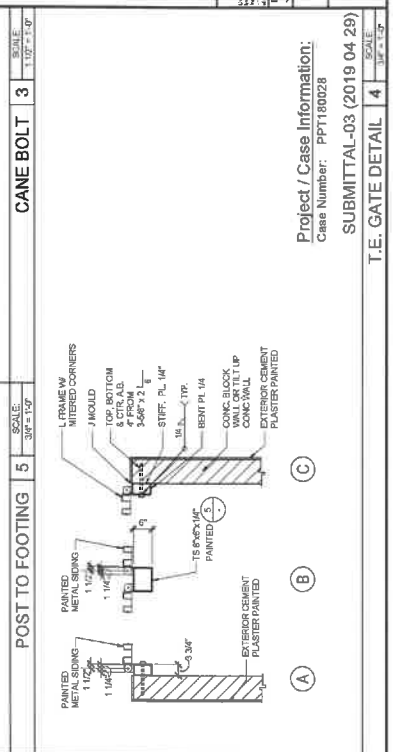 POST TO FOOTING 5 SCALE: 3/4" = 1'-0"
CANE BOLT 3 SCALE: 1 1/2" = 1'-0"
PAINTED
METAL SIDING
1 1/2"
1 1/4"
3 3/4"
EXTERIOR CEMENT
PLASTER PAINTED
A
PAINTED
METAL SIDING
1 1/2"
1 1/4"
TS 6"x6"x1/4"
PAINTED 5
B
L FRAME W/
MITERED CORNERS
J MOULD
TOP, BOTTOM
& CTR. A.B.
4" FROM
STIFF. PL 1/4"
1/4 TYP.
BENT PL 1/4
CONC. BLOCK
WALL OR TILT UP
CONC WALL
EXTERIOR CEMENT
PLASTER PAINTED
C
Project / Case Information:
Case Number: PPT180028
SUBMITTAL-03 (2019 04 29)
T.E. GATE DETAIL 4 SCALE: 3/4" = 1'-0"